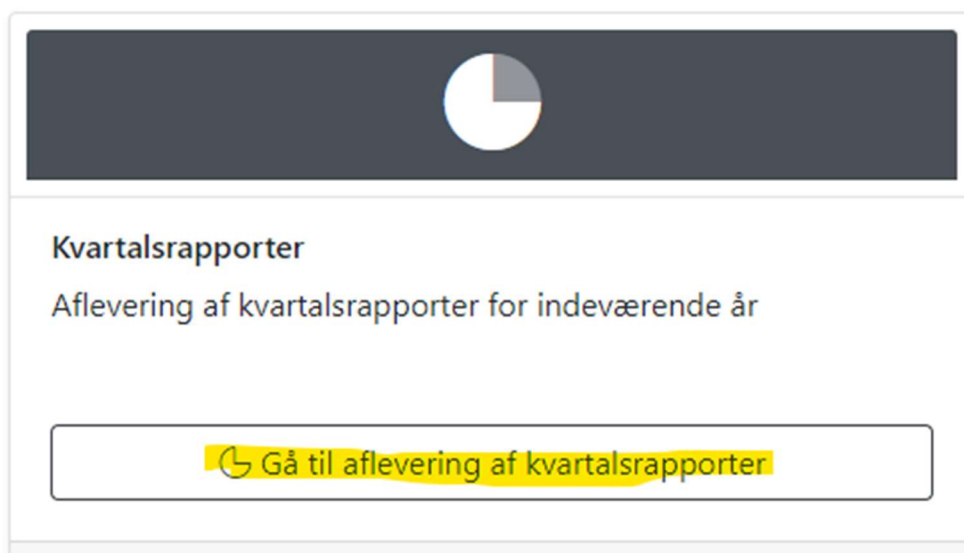 Kvartalsrapporter
Aflevering af kvartalsrapporter for indeværende år
Gå til aflevering af kvartalsrapporter